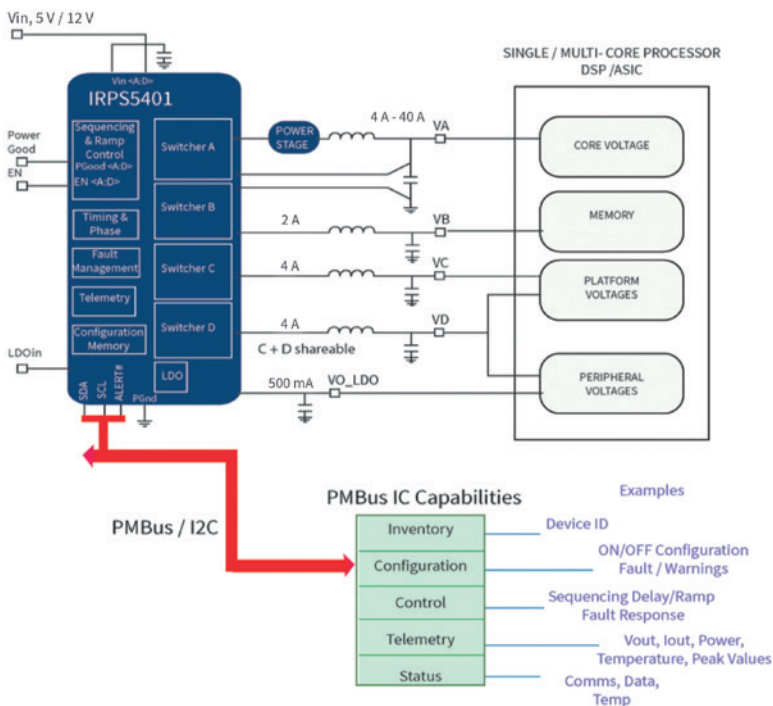 Vin, 5 V / 12 V
Vin <A:D>
IRPS5401
Sequencing
& Ramp
Control
PGood <A:D>
EN <A:D>
Power
Good
EN
Timing &
Phase
Fault
Management
Telemetry
Configuration
Memory
LDOin
SDA
SCL
ALERT#
PGnd
Switcher A
Switcher B
Switcher C
Switcher D
LDO
POWER
STAGE
4 A - 40 A
VA
2 A
VB
4 A
VC
4 A
VD
C + D shareable
500 mA
VO_LDO
SINGLE / MULTI- CORE PROCESSOR
DSP /ASIC
CORE VOLTAGE
MEMORY
PLATFORM
VOLTAGES
PERIPHERAL
VOLTAGES
PMBus / I2C
PMBus IC Capabilities
Examples
Inventory
Device ID
Configuration
ON/OFF Configuration
Fault / Warnings
Control
Sequencing Delay/Ramp
Fault Response
Telemetry
Vout, Iout, Power,
Temperature, Peak Values
Status
Comms, Data,
Temp